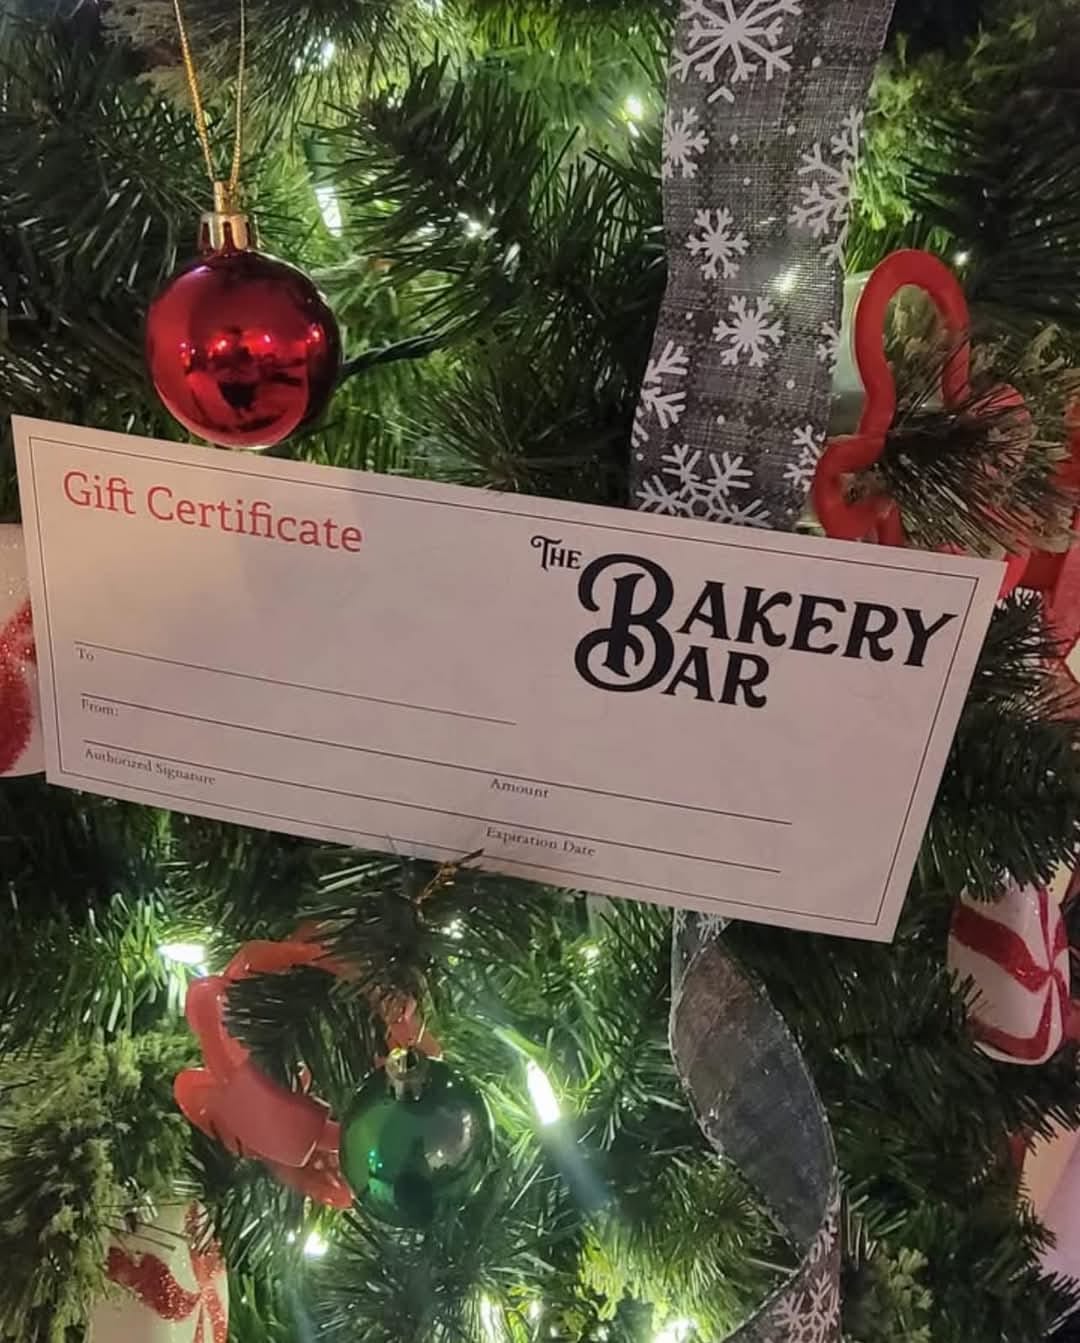 Gift Certificate
THE
BAKERY
BAR
To
From:
Amount
Authorized Signature
Expiration Date